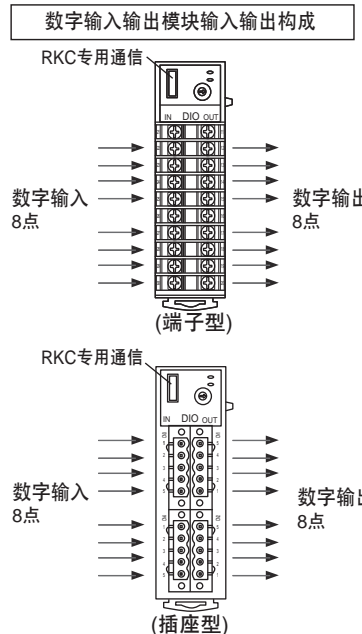 数字输入输出模块输入输出构成
RKC专用通信
IN DIO OUT
数字输入
8点
数字输出
8点
(端子型)
RKC专用通信
IN DIO OUT
数字输入
8点
数字输出
8点
(插座型)